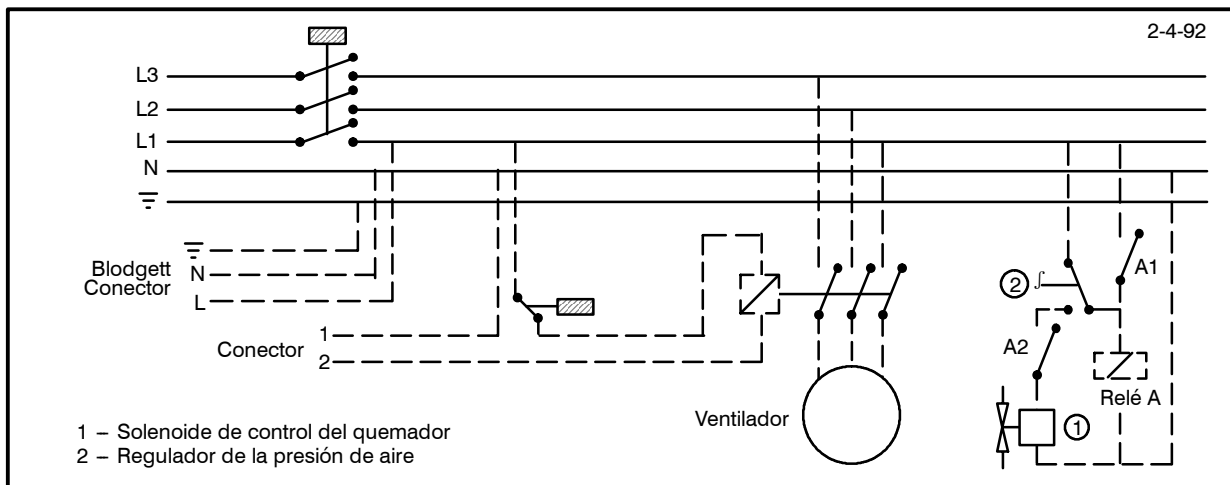 2-4-92
L3
L2
L1
N
Blodgett
Conector
N
L
Conector
1
2
Ventilador
A1
2
A2
Relé A
1
1 – Solenoide de control del quemador
2 – Regulador de la presión de aire